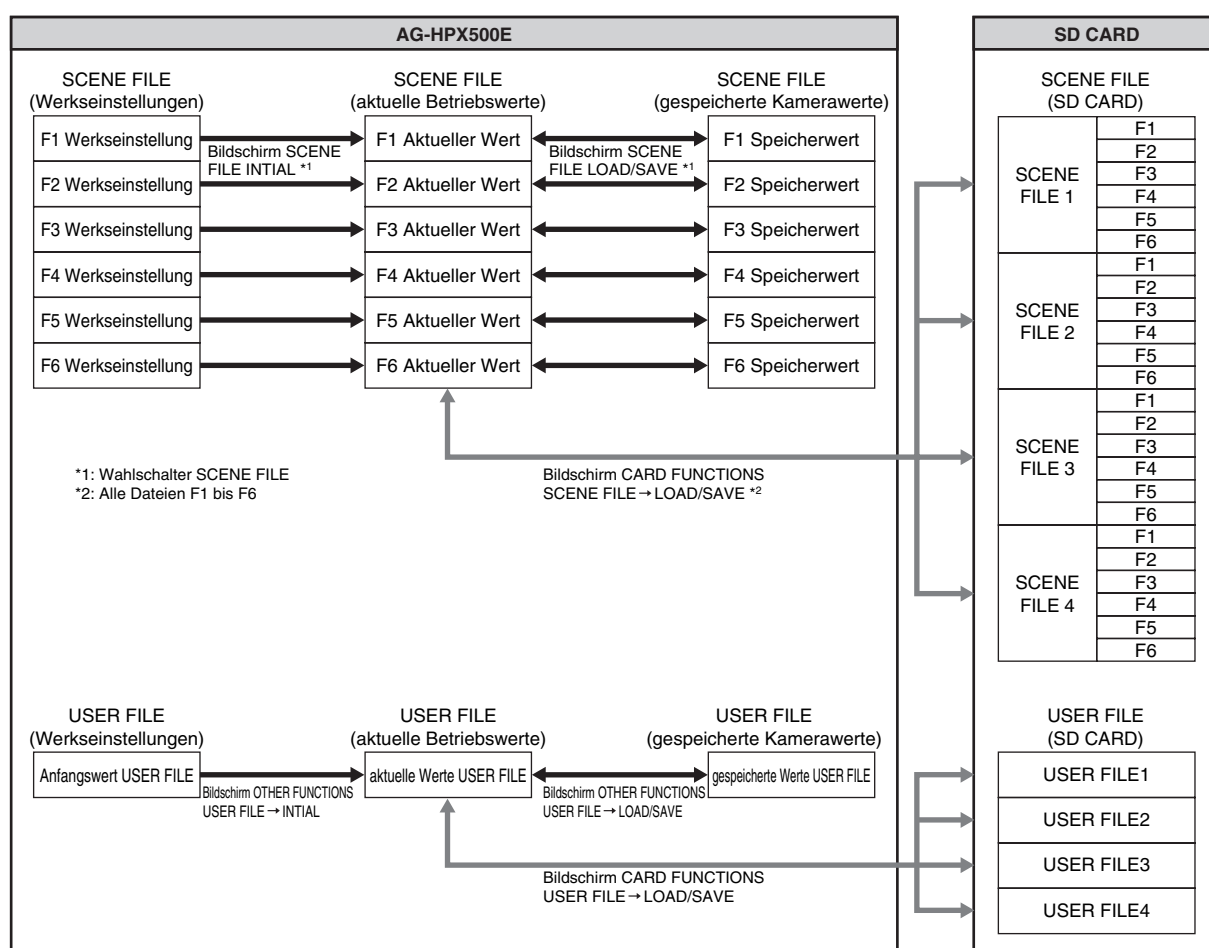 AG-HPX500E
SD CARD
SCENE FILE
(Werkseinstellungen)
SCENE FILE
(aktuelle Betriebswerte)
SCENE FILE
(gespeicherte Kamerawerte)
SCENE FILE
(SD CARD)
F1 Werkseinstellung
F2 Werkseinstellung
F3 Werkseinstellung
F4 Werkseinstellung
F5 Werkseinstellung
F6 Werkseinstellung
Bildschirm SCENE
FILE INTIAL *1
F1 Aktueller Wert
F2 Aktueller Wert
F3 Aktueller Wert
F4 Aktueller Wert
F5 Aktueller Wert
F6 Aktueller Wert
Bildschirm SCENE
FILE LOAD/SAVE *1
F1 Speicherwert
F2 Speicherwert
F3 Speicherwert
F4 Speicherwert
F5 Speicherwert
F6 Speicherwert
SCENE
FILE 1
F1
F2
F3
F4
F5
F6
SCENE
FILE 2
F1
F2
F3
F4
F5
F6
SCENE
FILE 3
F1
F2
F3
F4
F5
F6
SCENE
FILE 4
F1
F2
F3
F4
F5
F6
*1: Wahlschalter SCENE FILE
*2: Alle Dateien F1 bis F6
Bildschirm CARD FUNCTIONS
SCENE FILE→LOAD/SAVE *2
USER FILE
(Werkseinstellungen)
USER FILE
(aktuelle Betriebswerte)
USER FILE
(gespeicherte Kamerawerte)
USER FILE
(SD CARD)
Anfangswert USER FILE
Bildschirm OTHER FUNCTIONS
USER FILE→INTIAL
aktuelle Werte USER FILE
Bildschirm OTHER FUNCTIONS
USER FILE→LOAD/SAVE
gespeicherte Werte USER FILE
USER FILE1
USER FILE2
USER FILE3
USER FILE4
Bildschirm CARD FUNCTIONS
USER FILE→LOAD/SAVE